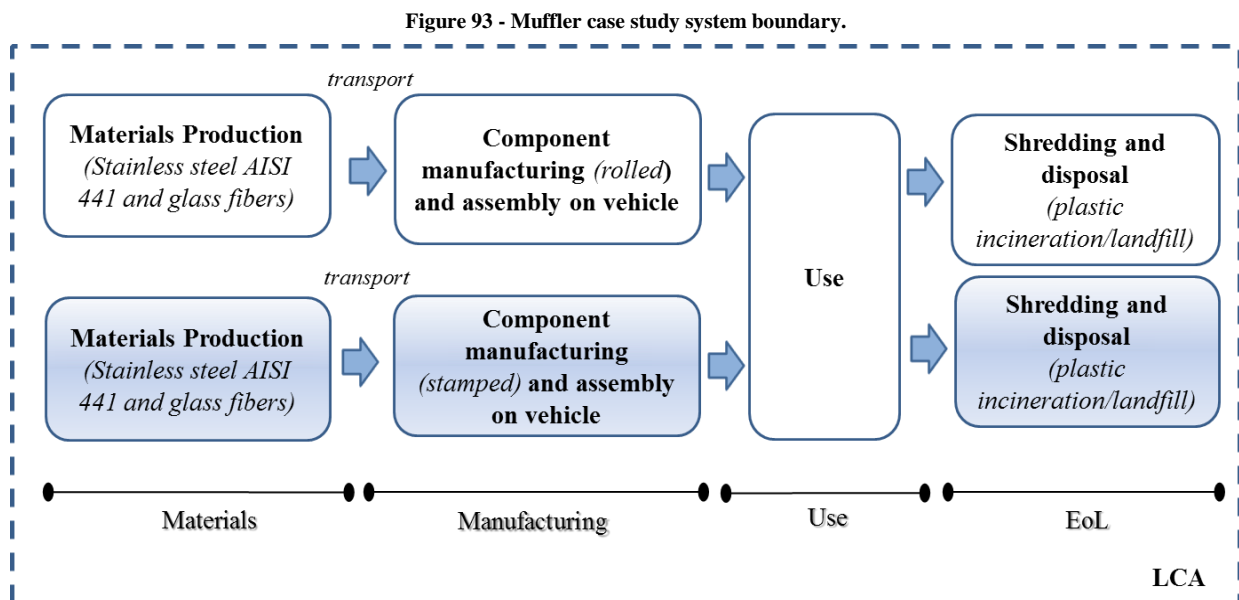 Figure 93 - Muffler case study system boundary.
transport
Materials Production
(Stainless steel AISI
441 and glass fibers)
Component
manufacturing (rolled)
and assembly on vehicle
Use
Shredding and
disposal
(plastic
incineration/landfill)
transport
Materials Production
(Stainless steel AISI
441 and glass fibers)
Component
manufacturing
(stamped) and assembly
on vehicle
Shredding and
disposal
(plastic
incineration/landfill)
Materials
Manufacturing
Use
EoL
LCA